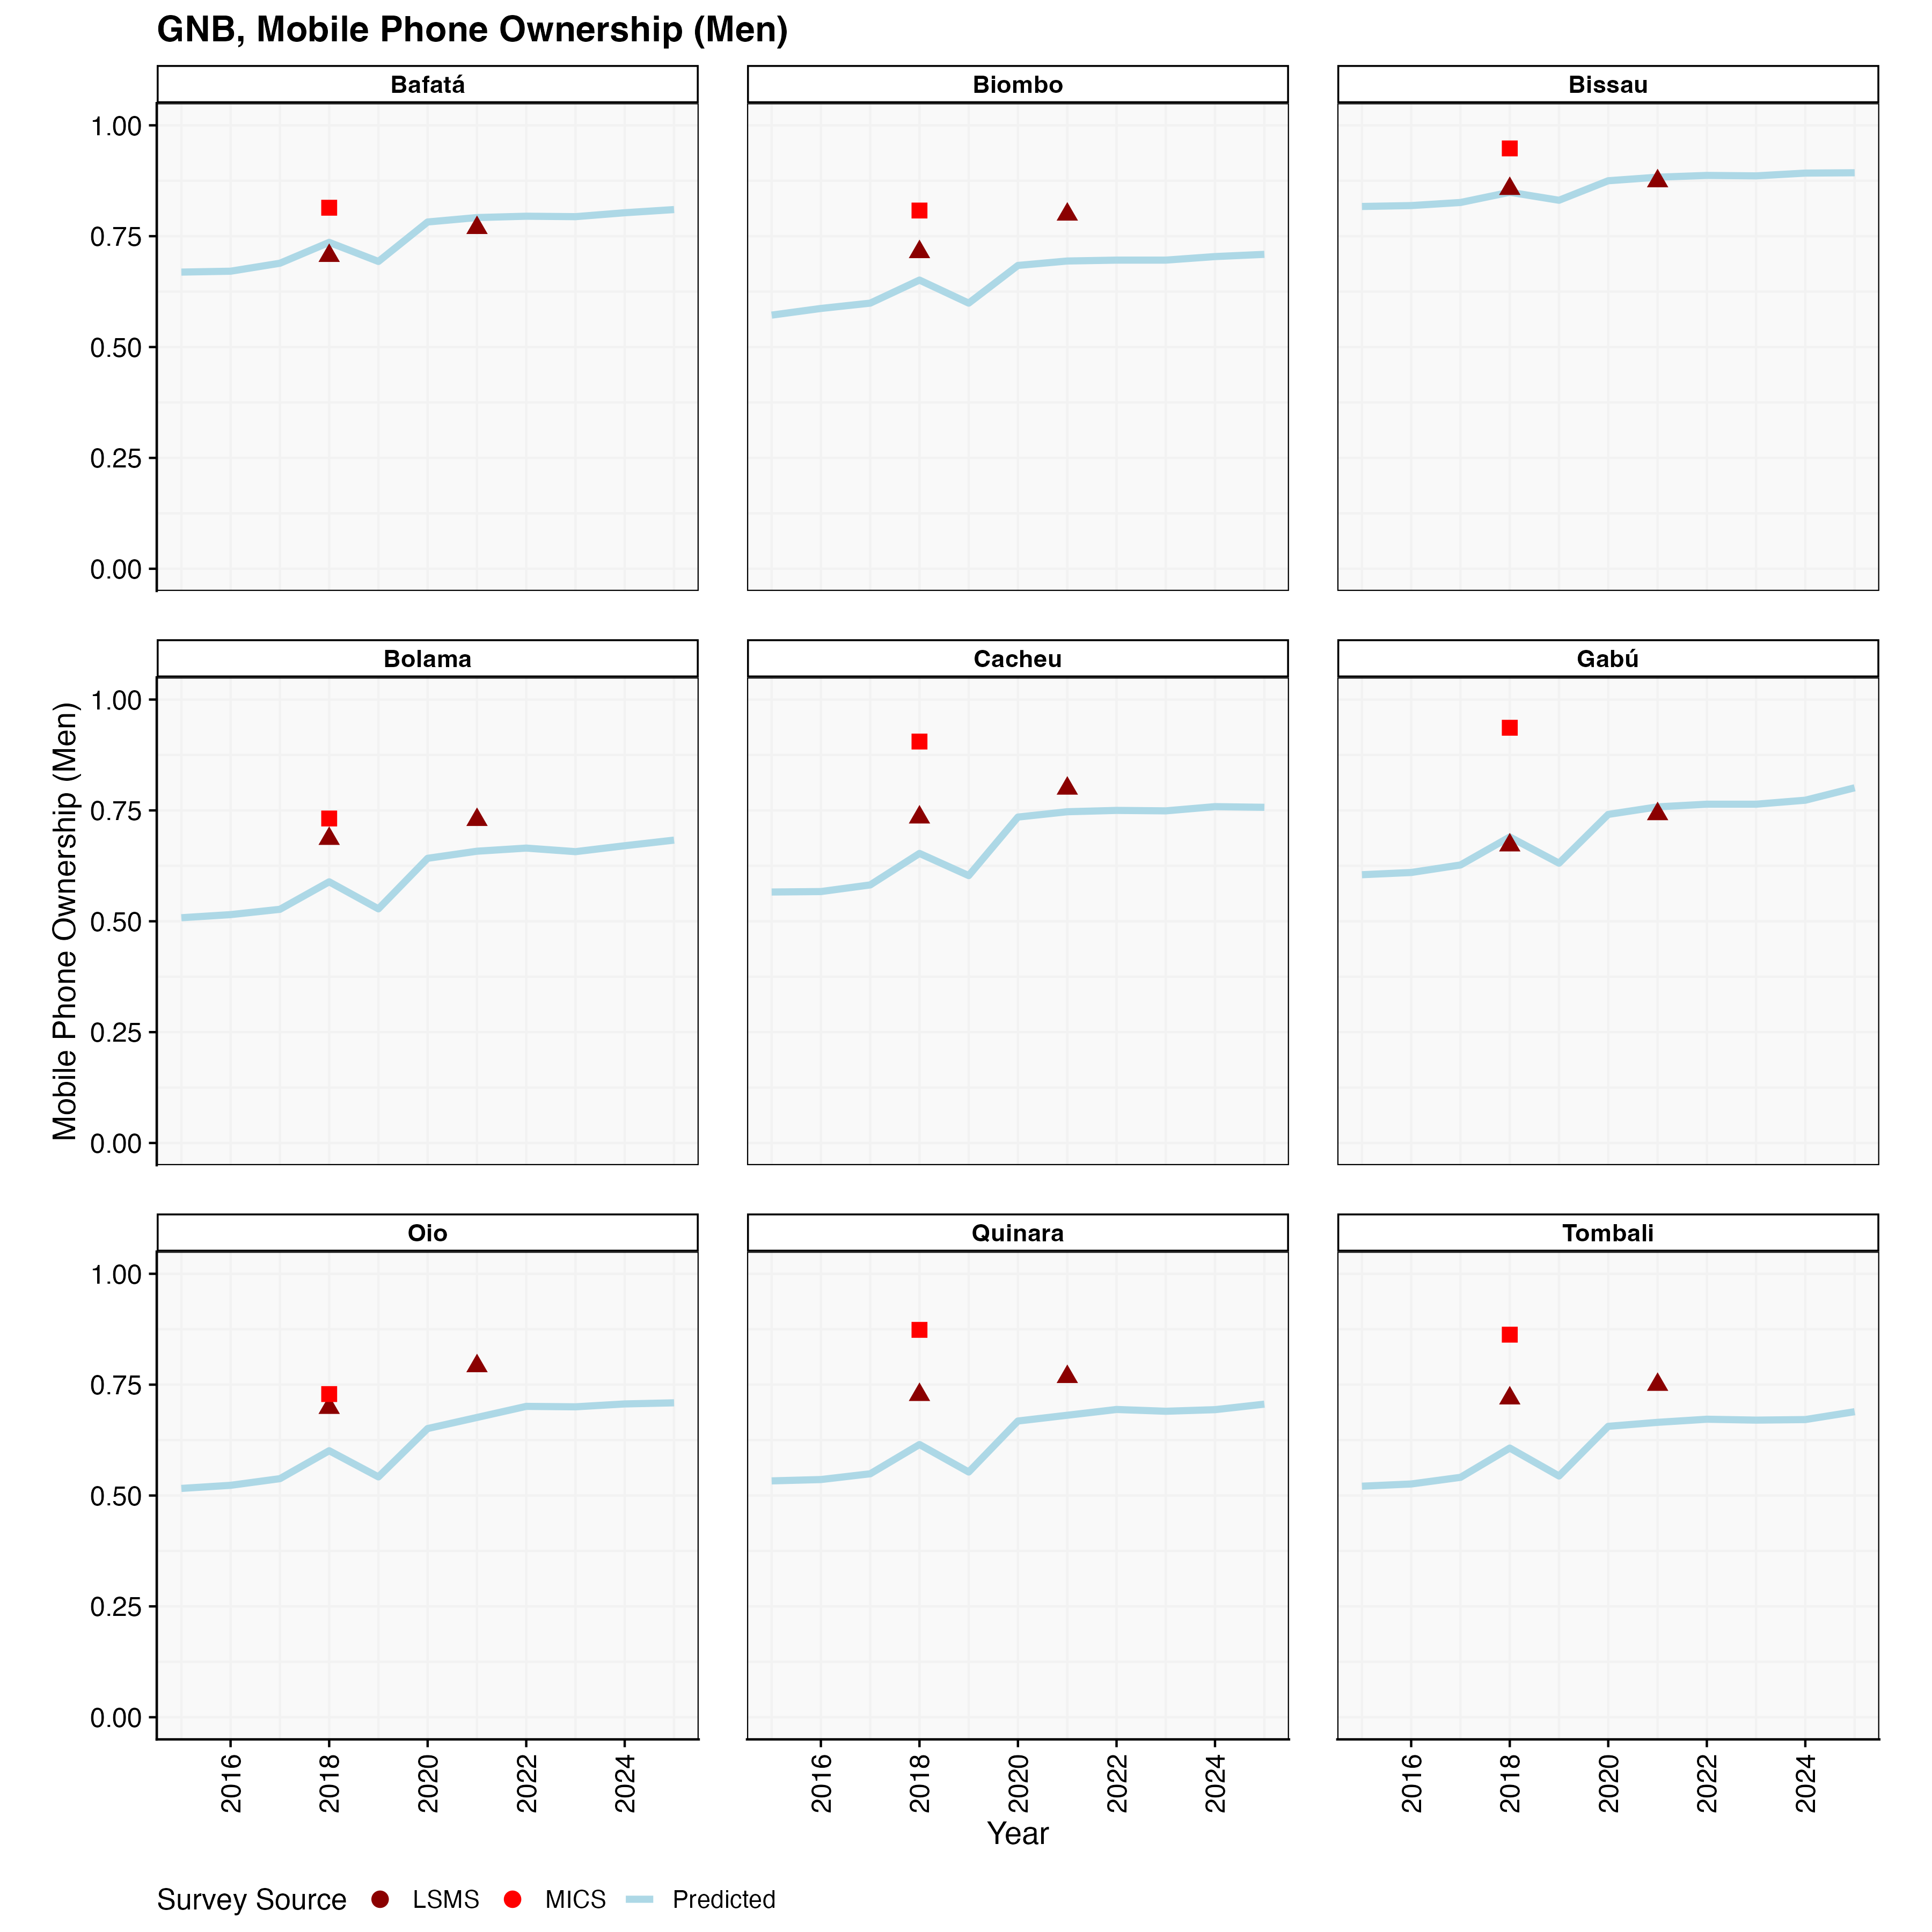 GNB, Mobile Phone Ownership (Men)
Bafatá
Biombo
Bissau
1.00
0.75
0.50
0.25
0.00
Bolama
Cacheu
Gabú
1.00
0.75
0.50
0.25
0.00
Mobile Phone Ownership (Men)
Oio
Quinara
Tombali
1.00
0.75
0.50
0.25
0.00
2016 2018 2020 2022 2024
2016 2018 2020 2022 2024
2016 2018 2020 2022 2024
Year
Survey Source LSMS MICS Predicted